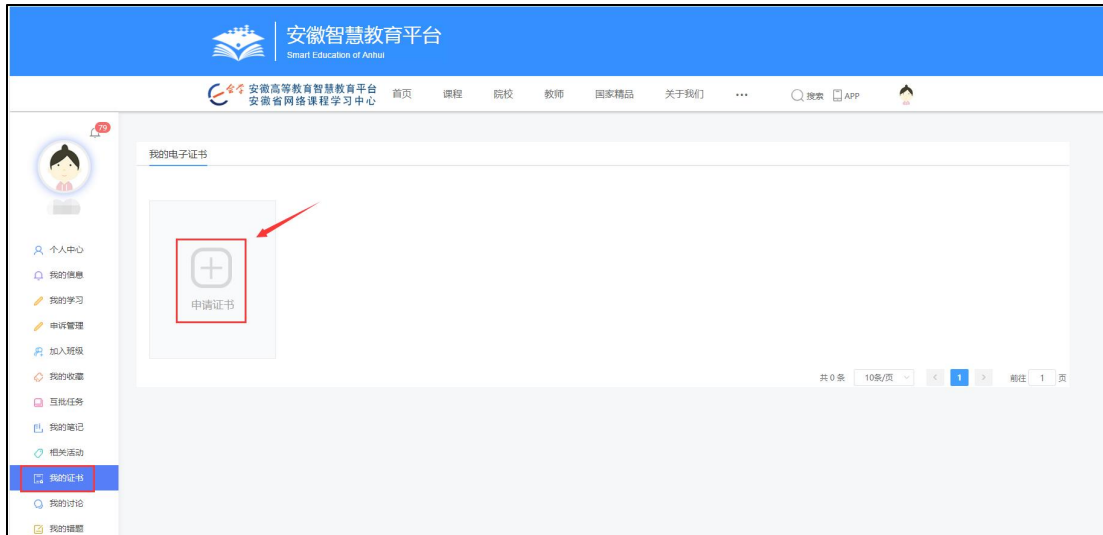 安徽智慧教育平台
Smart Education of Anhui
会学 安徽高等教育智慧教育平台
安徽省网络课程学习中心
首页 课程 院校 教师 国家精品 关于我们 ••• 搜索 APP
79
我的电子证书
申请证书
共 0 条 10条/页 < 1 > 前往 1 页
个人中心
我的信息
我的学习
申诉管理
加入班级
我的收藏
互批任务
我的笔记
相关活动
我的证书
我的讨论
我的错题